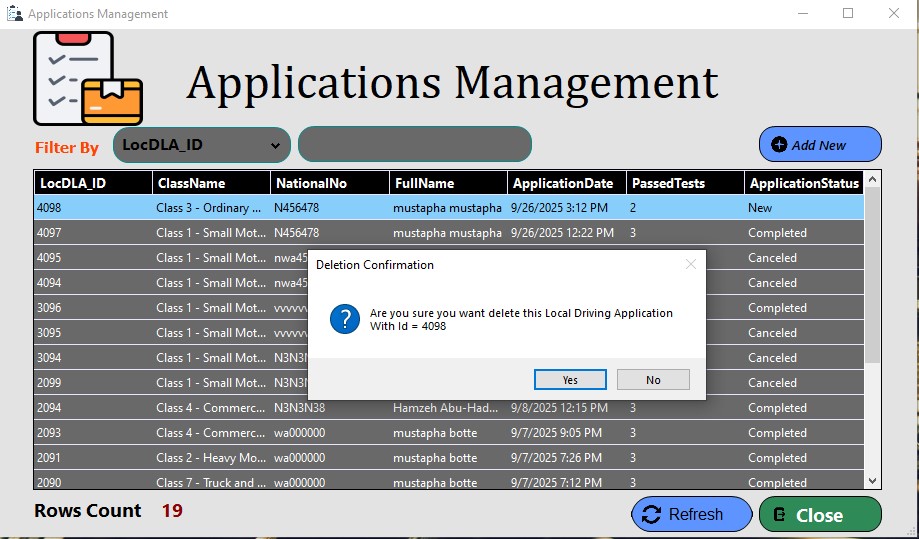 Applications Management
Applications Management
Filter By LocDLA_ID Add New
LocDLA_ID ClassName NationalNo FullName ApplicationDate PassedTests ApplicationStatus
4098 Class 3 - Ordinary ... N456478 mustapha mustapha 9/26/2025 3:12 PM 2 New
4097 Class 1 - Small Mot... N456478 mustapha mustapha 9/26/2025 12:22 PM 3 Completed
4095 Class 1 - Small Mot... nwa45 Canceled
4094 Class 1 - Small Mot... nwa45 Canceled
3096 Class 1 - Small Mot... Completed
3095 Class 1 - Small Mot... Canceled
3094 Class 1 - Small Mot... N3N3N Canceled
2099 Class 1 - Small Mot... N3N3N Canceled
2094 Class 4 - Commerc... N3N3N38 Hamzeh Abu-Had... 9/8/2025 12:15 PM 3 Completed
2093 Class 4 - Commerc... wa000000 mustapha botte 9/7/2025 9:05 PM 3 Completed
2091 Class 2 - Heavy Mo... wa000000 mustapha botte 9/7/2025 7:26 PM 3 Completed
2090 Class 7 - Truck and ... wa000000 mustapha botte 9/7/2025 7:12 PM 3 Completed
Deletion Confirmation
Are you sure you want delete this Local Driving Application
With Id = 4098
Yes No
Rows Count 19 Refresh Close